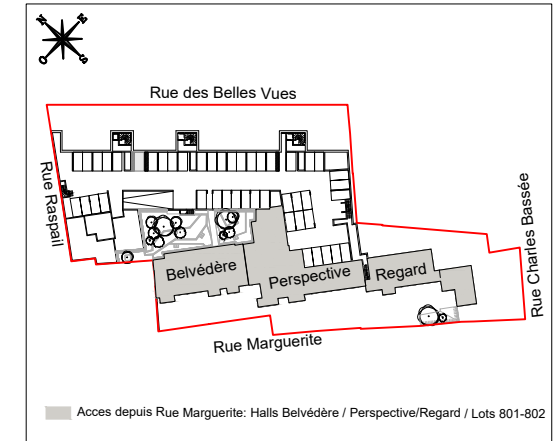 N
E
O
S
Rue des Belles Vues
Rue Raspail
Rue Charles Bassée
Belvédère
Perspective
Regard
Rue Marguerite
Acces depuis Rue Marguerite: Halls Belvédère / Perspective/Regard / Lots 801-802